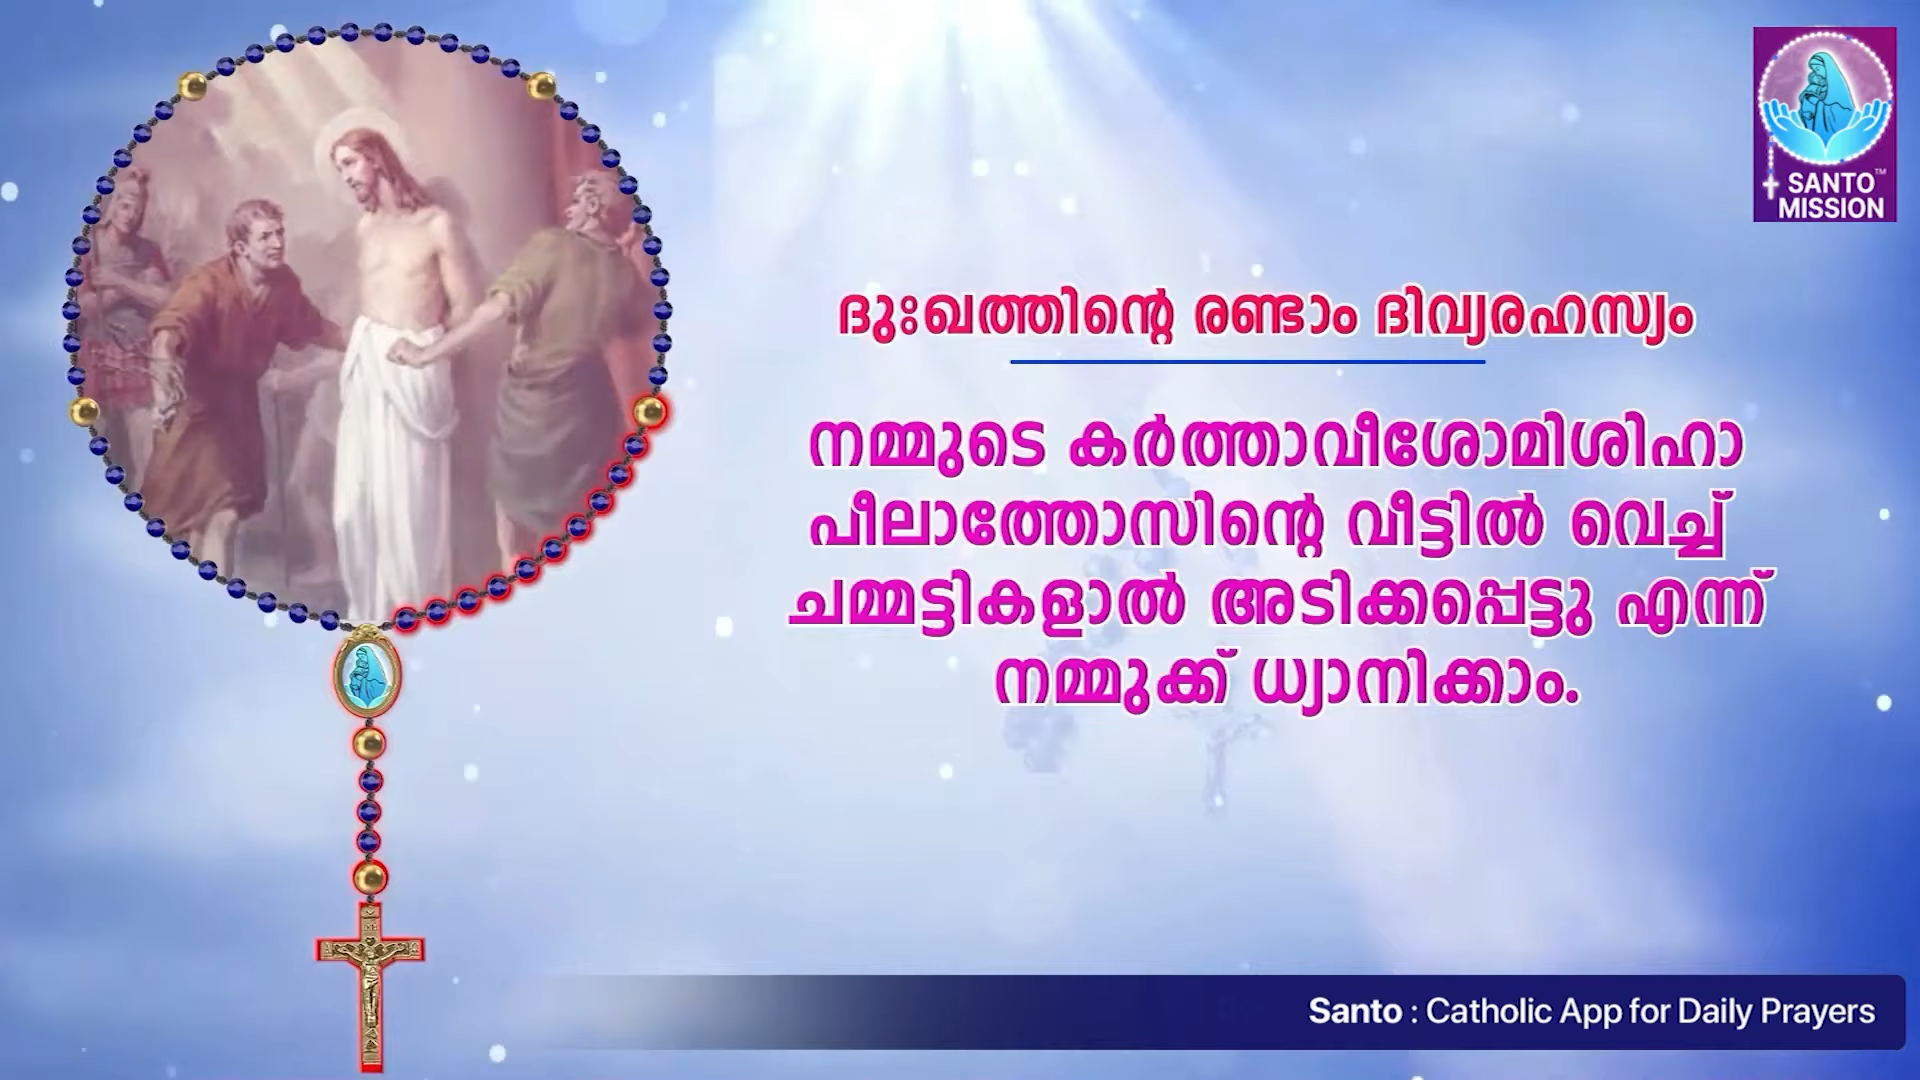 SANTO™
MISSION
ദുഃഖത്തിന്റെ രണ്ടാം ദിവ്യരഹസ്യം
നമ്മുടെ കർത്താവീശോമിശിഹാ
പീലാത്തോസിന്റെ വീട്ടിൽ വെച്ച്
ചമ്മട്ടികളാൽ അടിക്കപ്പെട്ടു എന്ന്
നമ്മുക്ക് ധ്യാനിക്കാം.
Santo : Catholic App for Daily Prayers